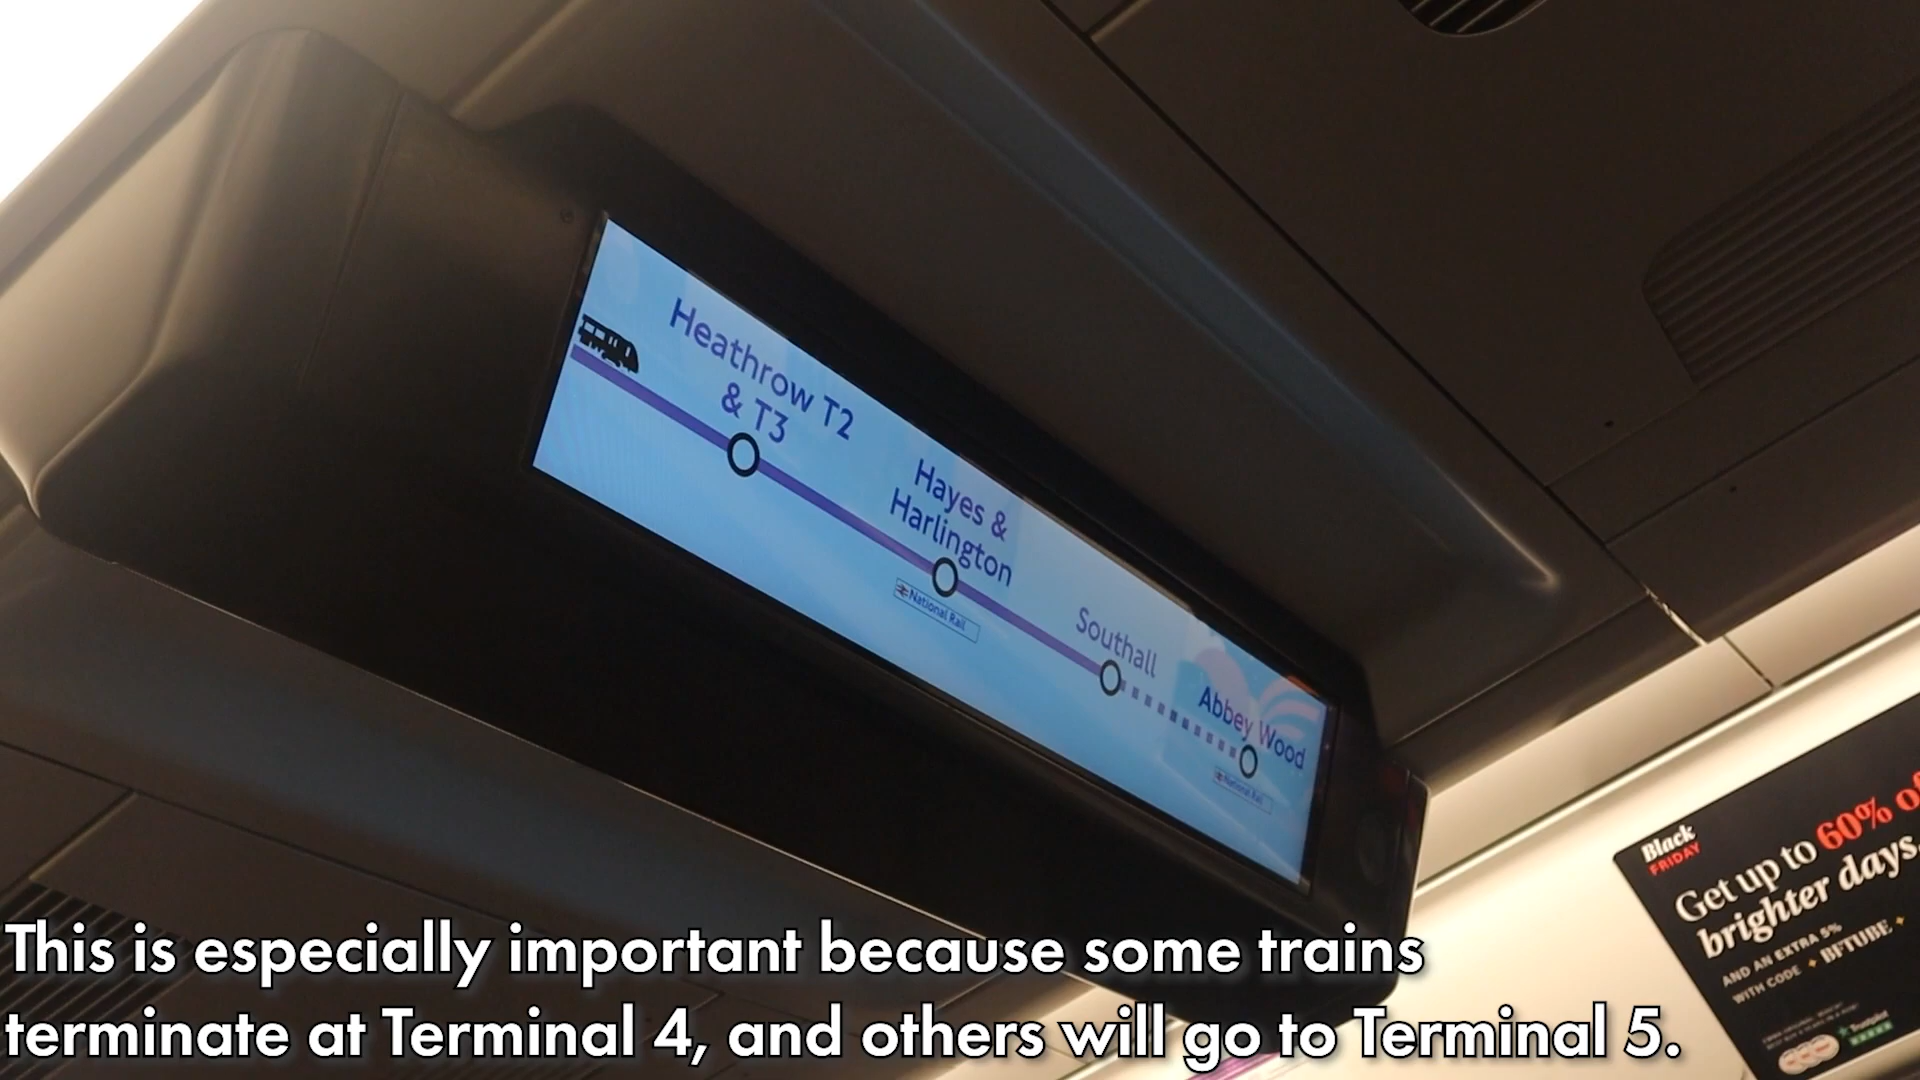 Heathrow T2
& T3
Hayes &
Harlington
National Rail
Southall
Abbey Wood
National Rail
Black
FRIDAY
Get up to 60% of
brighter days.
AND AN EXTRA 5%
WITH CODE BFTUBE
Trustpilot
This is especially important because some trains
terminate at Terminal 4, and others will go to Terminal 5.